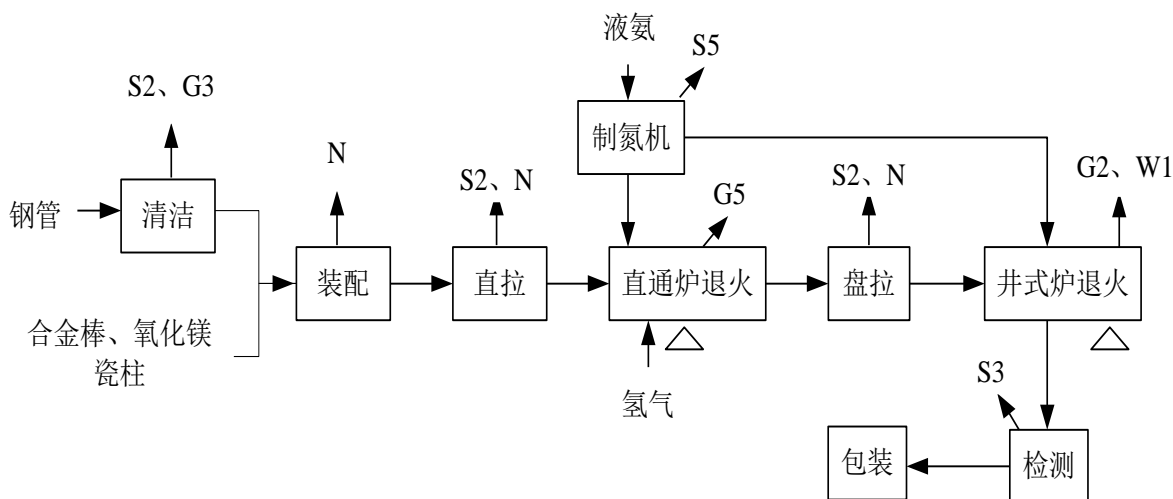 液氨
S5
S2、G3
制氮机
N
S2、N
G5
S2、N
G2、W1
钢管
清洁
装配
直拉
直通炉退火
盘拉
井式炉退火
合金棒、氧化镁
瓷柱
氢气
S3
包装
检测